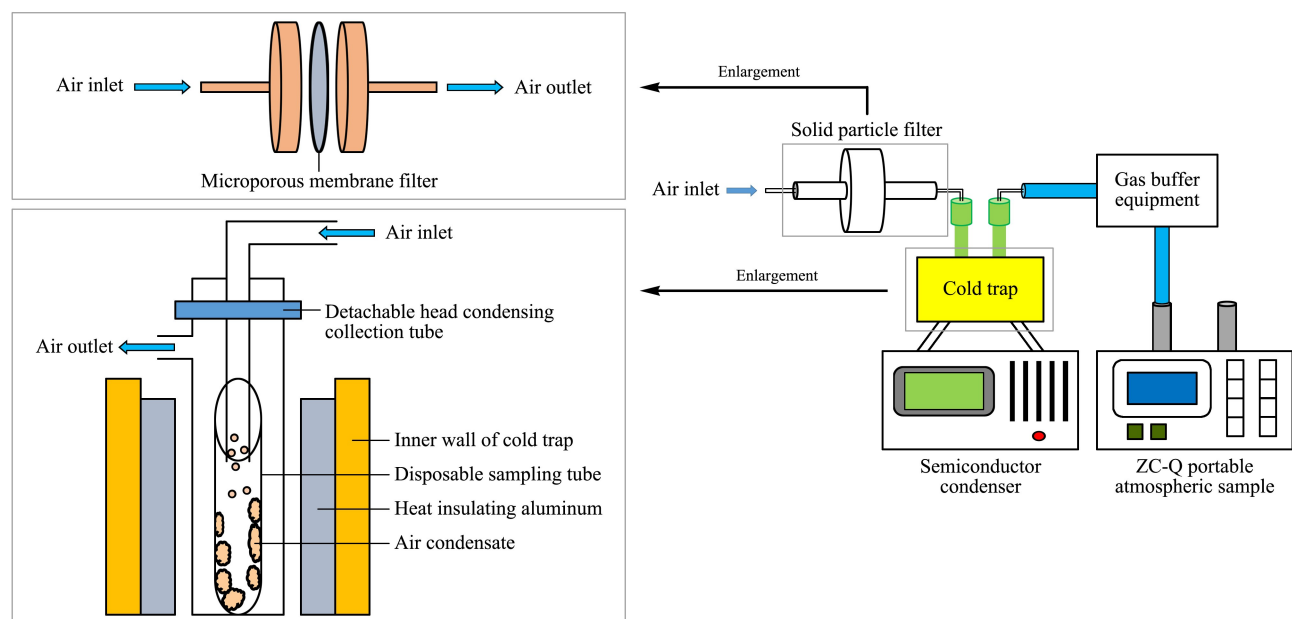 Air inlet
Air outlet
Microporous membrane filter
Air inlet
Detachable head condensing
collection tube
Air outlet
Inner wall of cold trap
Disposable sampling tube
Heat insulating aluminum
Air condensate
Enlargement
Solid particle filter
Air inlet
Gas buffer
equipment
Enlargement
Cold trap
Semiconductor
condenser
ZC-Q portable
atmospheric sample